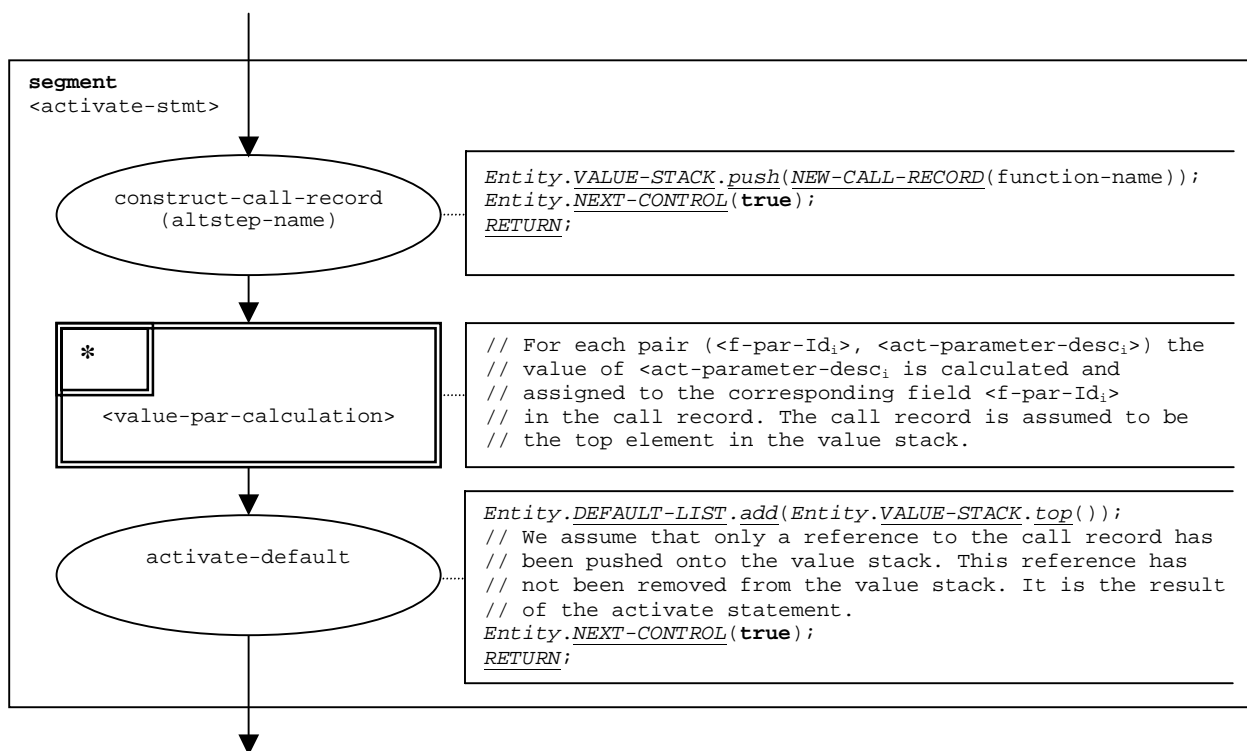 segment
<activate-stmt>
construct-call-record
(altstep-name)
Entity.VALUE-STACK.push(NEW-CALL-RECORD(function-name));
Entity.NEXT-CONTROL(true);
RETURN;
*
<value-par-calculation>
// For each pair (<f-par-Idi>, <act-parameter-desci>) the
// value of <act-parameter-desci is calculated and
// assigned to the corresponding field <f-par-Idi>
// in the call record. The call record is assumed to be
// the top element in the value stack.
activate-default
Entity.DEFAULT-LIST.add(Entity.VALUE-STACK.top());
// We assume that only a reference to the call record has
// been pushed onto the value stack. This reference has
// not been removed from the value stack. It is the result
// of the activate statement.
Entity.NEXT-CONTROL(true);
RETURN;